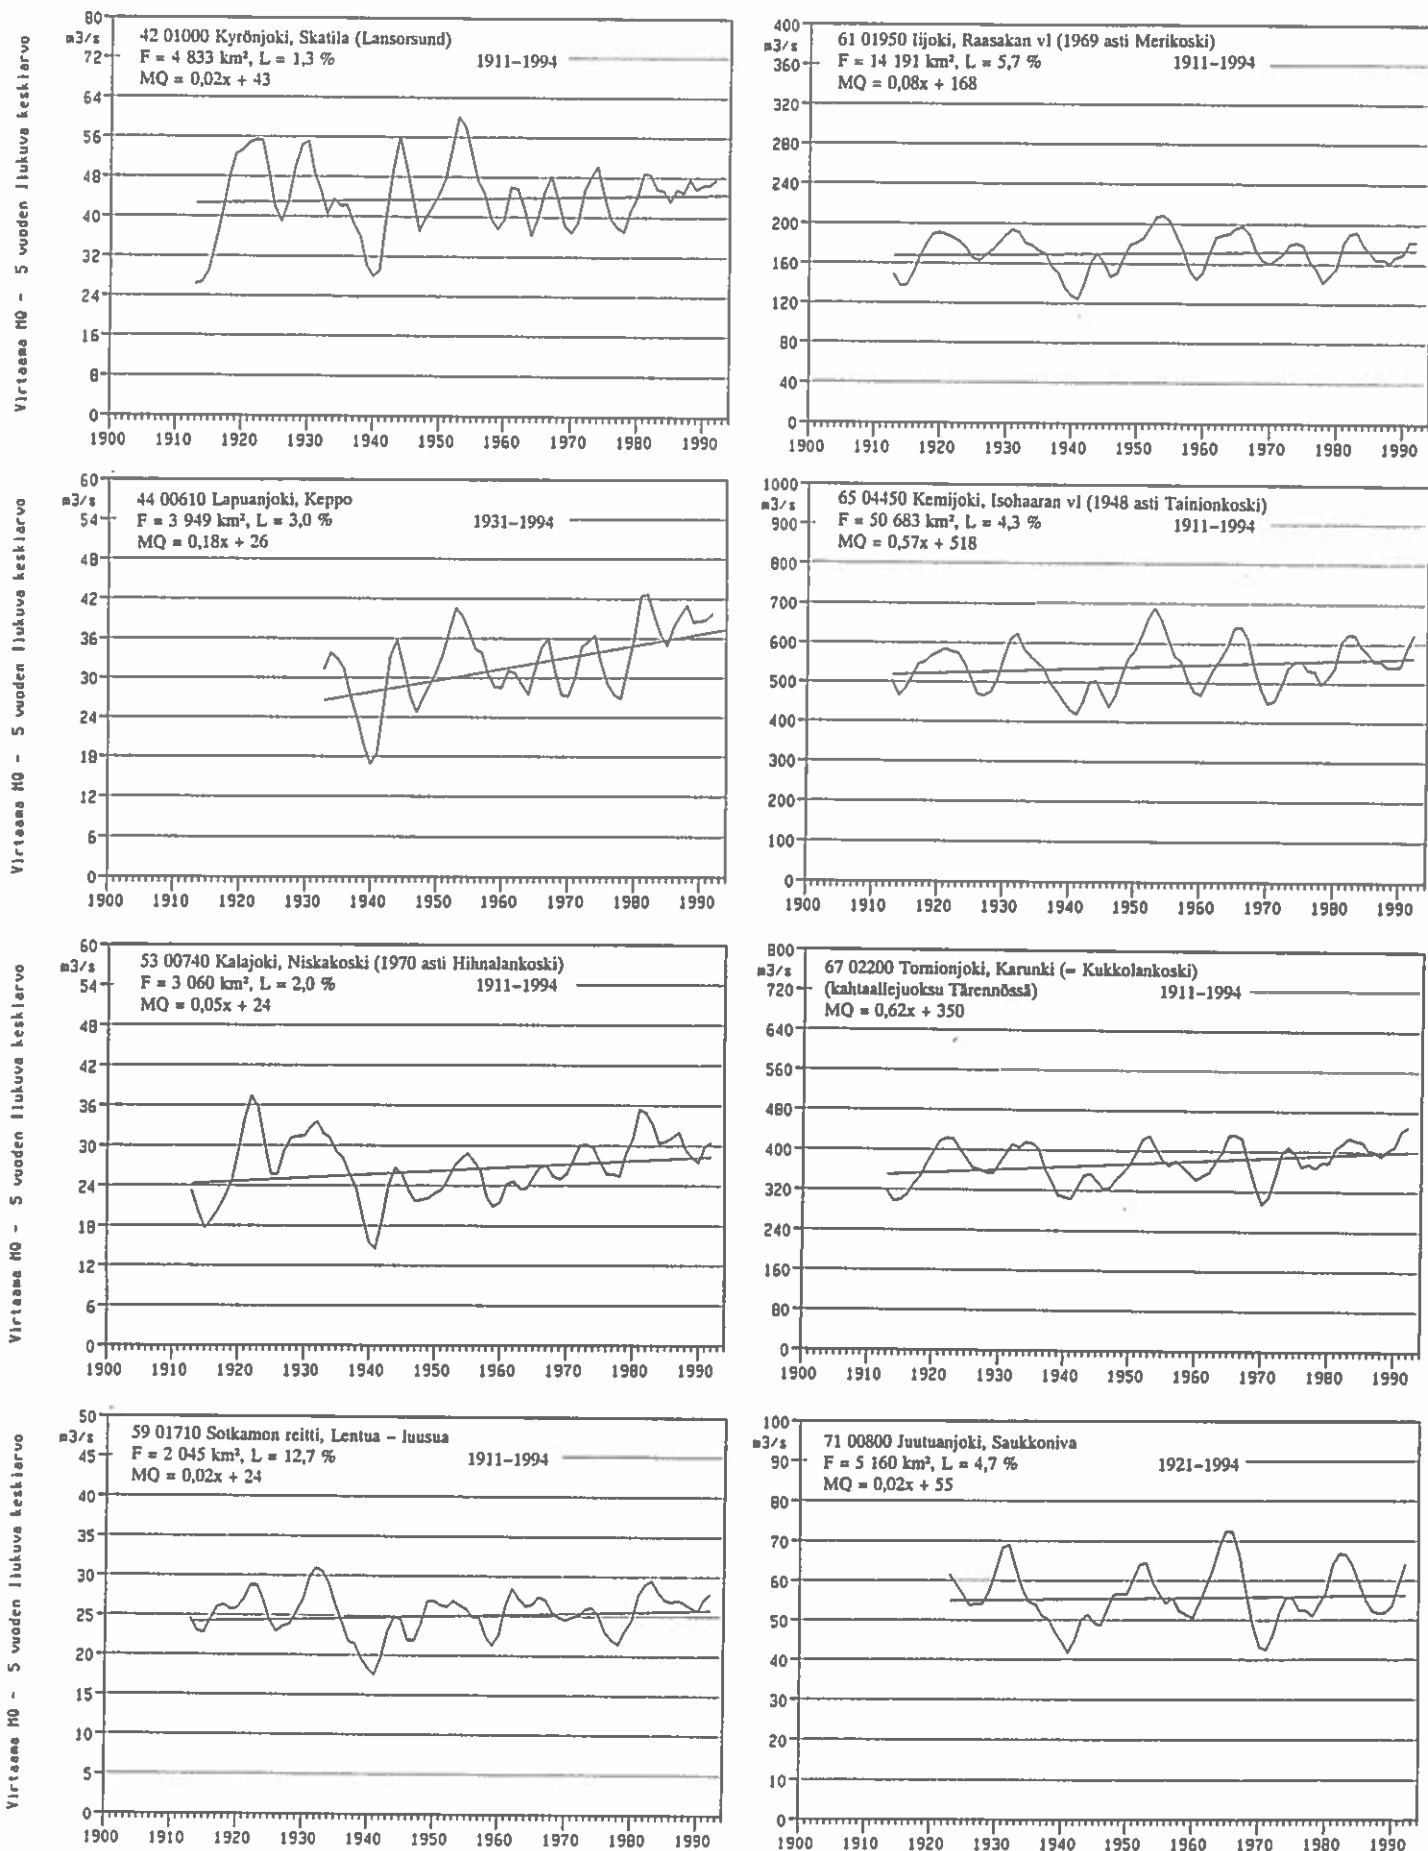 Virtaama MQ - 5 vuoden liukuva keskiarvo
80
m3/s
72
64
56
48
40
32
24
16
8
0
42 01000 Kyrönjoki, Skatila (Lansorsund)
F = 4 833 km², L = 1,3 %
1911-1994
MQ = 0,02x + 43
1900 1910 1920 1930 1940 1950 1960 1970 1980 1990
400
m3/s
360
320
280
240
200
160
120
80
40
0
61 01950 Iijoki, Raasakan vl (1969 asti Merikoski)
F = 14 191 km², L = 5,7 %
1911-1994
MQ = 0,08x + 168
1900 1910 1920 1930 1940 1950 1960 1970 1980 1990
Virtaama MQ - 5 vuoden liukuva keskiarvo
60
m3/s
54
48
42
36
30
24
18
12
6
0
44 00610 Lapuanjoki, Keppo
F = 3 949 km², L = 3,0 %
1931-1994
MQ = 0,18x + 26
1900 1910 1920 1930 1940 1950 1960 1970 1980 1990
1000
m3/s
900
800
700
600
500
400
300
200
100
0
65 04450 Kemijoki, Isohaaran vl (1948 asti Tainionkoski)
F = 50 683 km², L = 4,3 %
1911-1994
MQ = 0,57x + 518
1900 1910 1920 1930 1940 1950 1960 1970 1980 1990
Virtaama MQ - 5 vuoden liukuva keskiarvo
60
m3/s
54
48
42
36
30
24
18
12
6
0
53 00740 Kalajoki, Niskakoski (1970 asti Hihnalankoski)
F = 3 060 km², L = 2,0 %
1911-1994
MQ = 0,05x + 24
1900 1910 1920 1930 1940 1950 1960 1970 1980 1990
800
m3/s
720
640
560
480
400
320
240
160
80
0
67 02200 Tornionjoki, Karunki (= Kukkolankoski)
(kahtaallejuoksu Tärennössä)
1911-1994
MQ = 0,62x + 350
1900 1910 1920 1930 1940 1950 1960 1970 1980 1990
Virtaama MQ - 5 vuoden liukuva keskiarvo
50
m3/s
45
40
35
30
25
20
15
10
5
0
59 01710 Sotkamon reitti, Lentua - luusua
F = 2 045 km², L = 12,7 %
1911-1994
MQ = 0,02x + 24
1900 1910 1920 1930 1940 1950 1960 1970 1980 1990
100
m3/s
90
80
70
60
50
40
30
20
10
0
71 00800 Juutuanjoki, Saukkoniva
F = 5 160 km², L = 4,7 %
1921-1994
MQ = 0,02x + 55
1900 1910 1920 1930 1940 1950 1960 1970 1980 1990